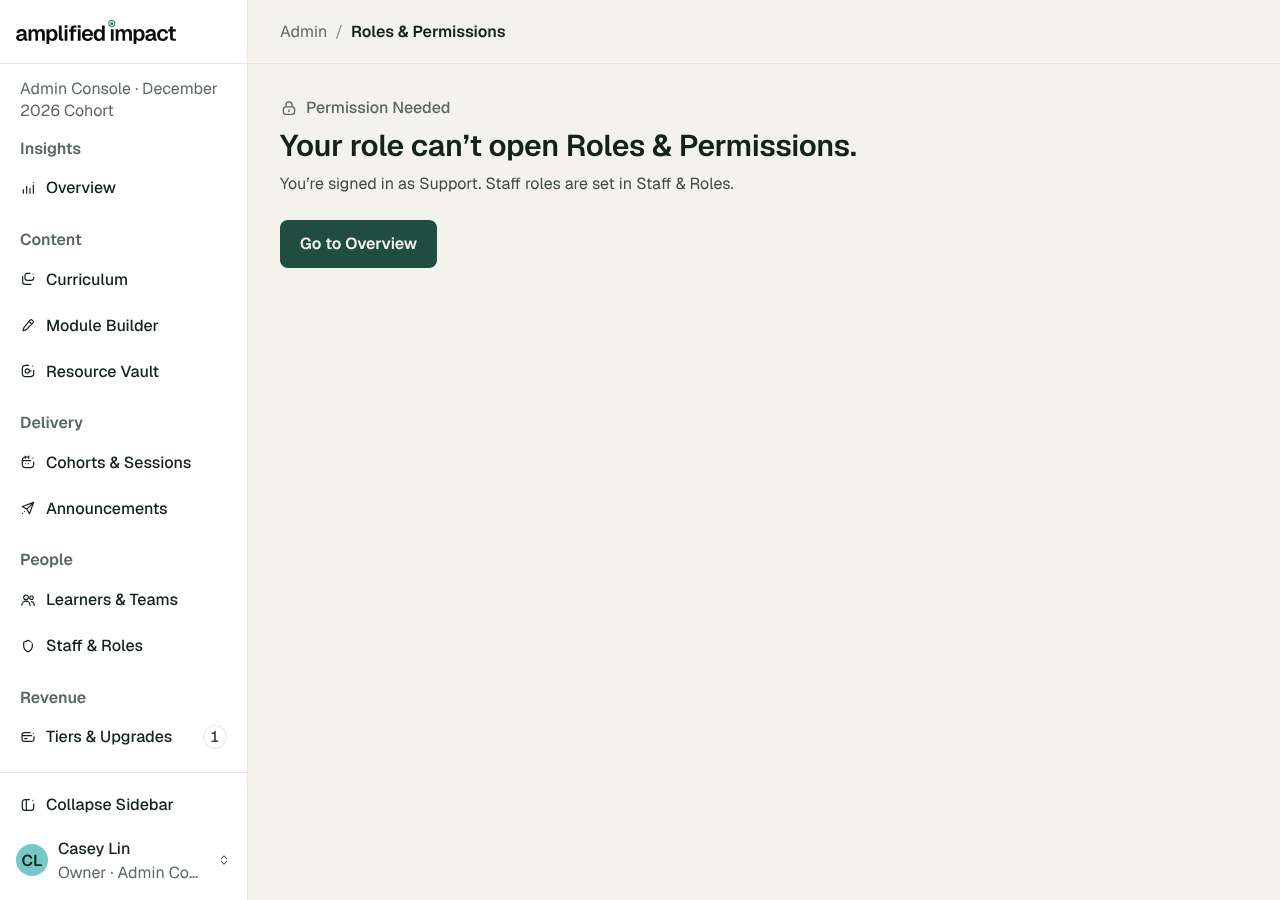 amplified impact
Admin / Roles & Permissions
Admin Console · December
2026 Cohort
Insights
Overview
Content
Curriculum
Module Builder
Resource Vault
Delivery
Cohorts & Sessions
Announcements
People
Learners & Teams
Staff & Roles
Revenue
Tiers & Upgrades 1
Collapse Sidebar
CL
Casey Lin
Owner · Admin Co...
Permission Needed
Your role can’t open Roles & Permissions.
You’re signed in as Support. Staff roles are set in Staff & Roles.
Go to Overview